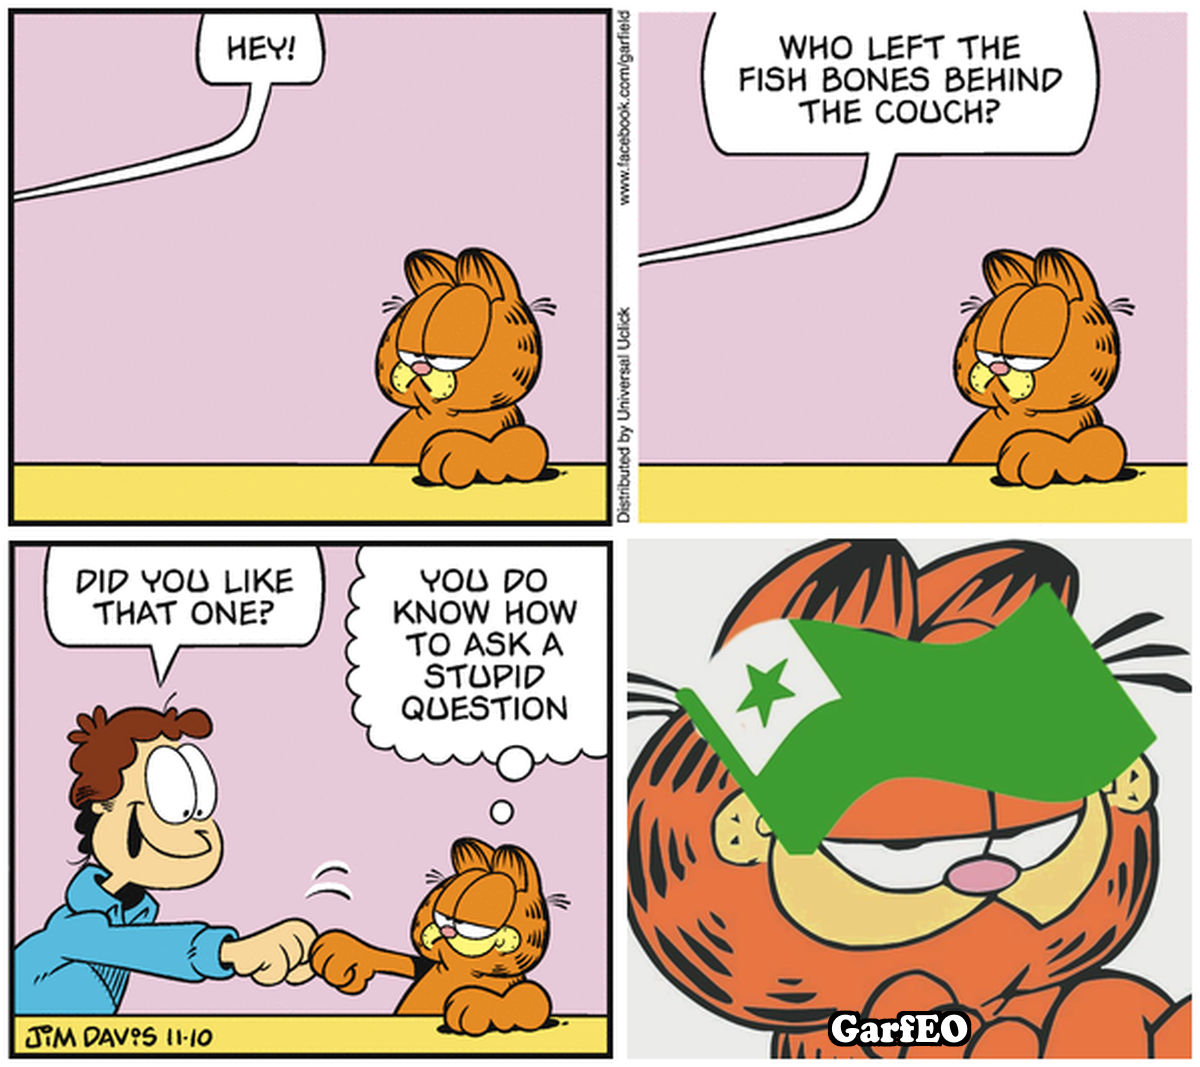 HEY!
WHO LEFT THE
FISH BONES BEHIND
THE COUCH?
www.facebook.com/garfield
Distributed by Universal Uclick
DID YOU LIKE
THAT ONE?
YOU DO
KNOW HOW
TO ASK A
STUPID
QUESTION
JIM DAVIS 11·10
GarfEO